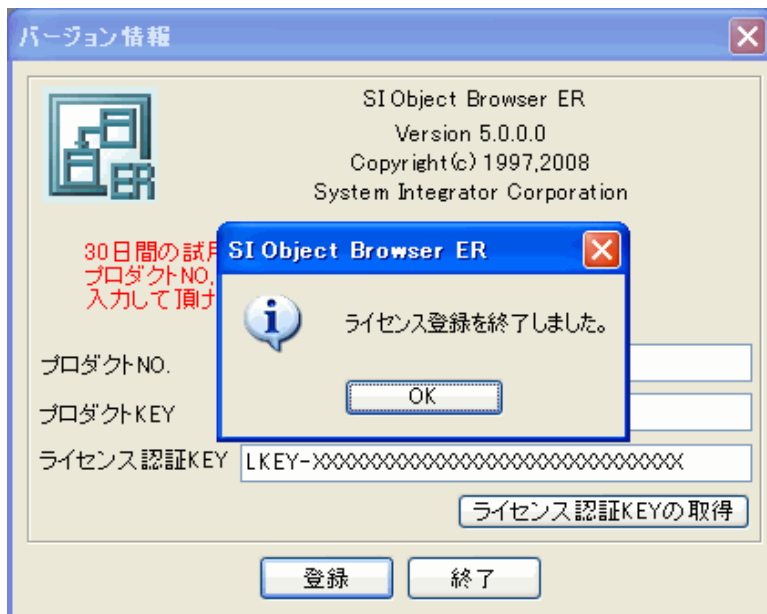 バージョン情報
ER
SI Object Browser ER
Version 5.0.0.0
Copyright(c) 1997,2008
System Integrator Corporation
30日間の試用
プロダクトNO.
入力して頂け
SI Object Browser ER
ライセンス登録を終了しました。
OK
プロダクトNO.
プロダクトKEY
ライセンス認証KEY LKEY-XXXXXXXXXXXXXXXXXXXXXXXXXXXXXX
ライセンス認証KEYの取得
登録 終了